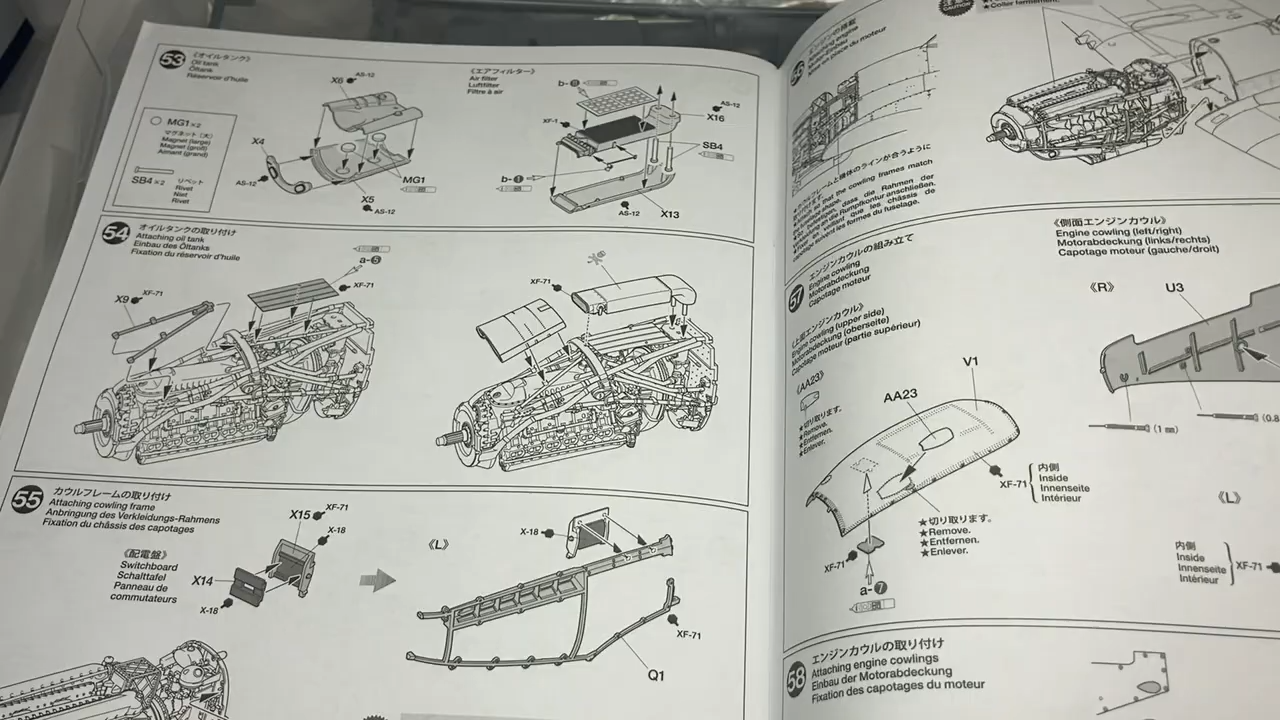 53
《オイルタンク》
Oil tank
Öltank
Réservoir d'huile
MG1×2
マグネット（大）
Magnet (large)
Magnet (groß)
Aimant (grand)
SB4×2
リベット
Rivet
Niet
Rivet
X6
AS-12
X4
AS-12
MG1
X5
AS-12
《エアフィルター》
Air filter
Luftfilter
Filtre à air
AS-12
X16
XF-1
SB4
AS-12
X13
54
オイルタンクの取り付け
Attaching oil tank
Einbau des Öltanks
Fixation du réservoir d'huile
a-5
X9
XF-71
XF-71
XF-71
55
カウルフレームの取り付け
Attaching cowling frame
Anbringung des Verkleidungs-Rahmens
Fixation du châssis des capotages
《配電盤》
Switchboard
Schalttafel
Panneau de
commutateurs
X15
XF-71
X-18
X14
X-18
《L》
X-18
XF-71
Q1
CAUTION
★Coller fermement.
that the cowling frames match
57
エンジンカウルの組み立て
Engine cowling
Motorabdeckung
Capotage moteur
《上面エンジンカウル》
Engine cowling (upper side)
Motorabdeckung (oberseite)
Capotage moteur (partie supérieur)
《AA23》
★切り取ります。
★Remove.
★Entfernen.
★Enlever.
AA23
V1
XF-71
内側
Inside
Innenseite
Intérieur
★切り取ります。
★Remove.
★Entfernen.
★Enlever.
XF-71
a-7
《側面エンジンカウル》
Engine cowling (left/right)
Motorabdeckung (links/rechts)
Capotage moteur (gauche/droit)
《R》
U3
(1 ㎜)
(0.8
《L》
内側
Inside
Innenseite
Intérieur
XF-71
58
エンジンカウルの取り付け
Attaching engine cowlings
Einbau der Motorabdeckung
Fixation des capotages du moteur